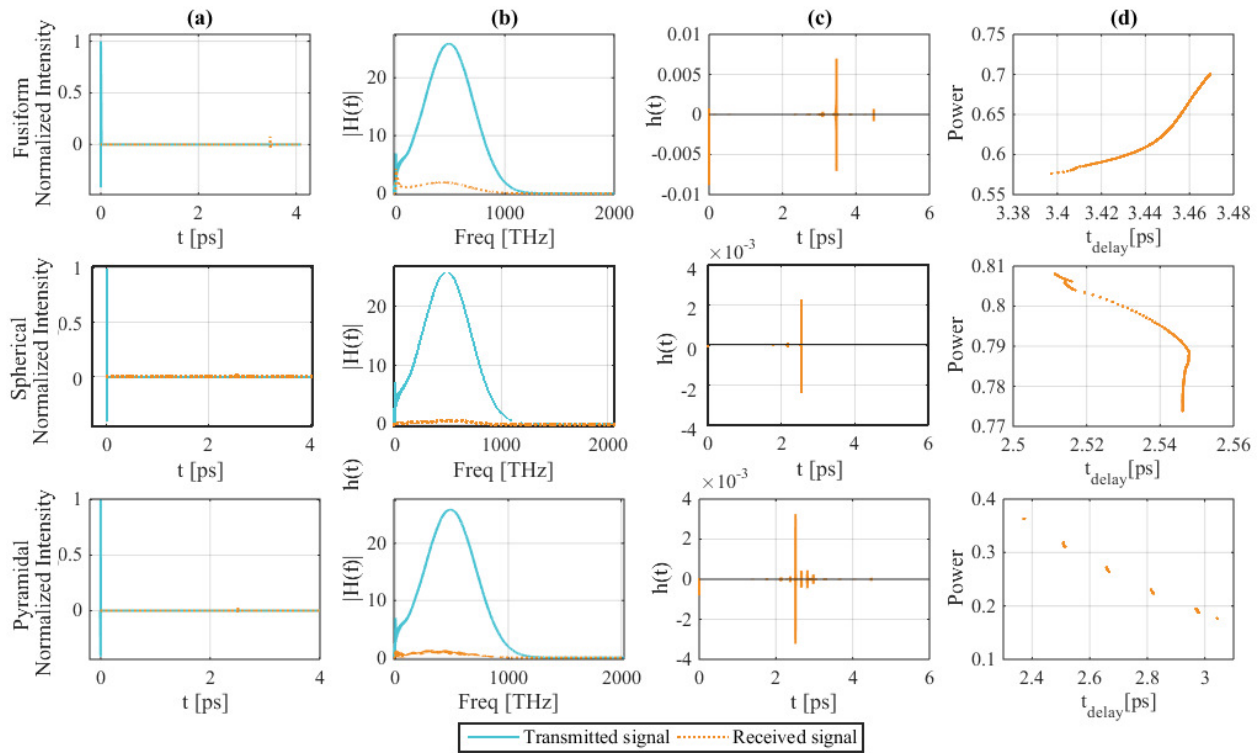 (a) (b) (c) (d)
Fusiform
Normalized Intensity
1
0.5
0
0 2 4
t [ps]
|H(f)|
20
10
0
0 1000 2000
Freq [THz]
h(t)
0.01
0.005
0
-0.005
-0.01
0 2 4 6
t [ps]
Power
0.75
0.7
0.65
0.6
0.55
3.38 3.4 3.42 3.44 3.46 3.48
t_delay[ps]
Spherical
Normalized Intensity
1
0.5
0
0 2 4
t [ps]
|H(f)|
20
10
0
0 1000 2000
Freq [THz]
×10⁻³
h(t)
4
2
0
-2
-4
0 2 4 6
t [ps]
Power
0.81
0.8
0.79
0.78
0.77
2.5 2.52 2.54 2.56
t_delay[ps]
Pyramidal
Normalized Intensity
1
0.5
0
0 2 4
t [ps]
h(t)
|H(f)|
20
10
0
0 1000 2000
Freq [THz]
×10⁻³
h(t)
4
2
0
-2
-4
0 2 4 6
t [ps]
Power
0.4
0.3
0.2
0.1
2.4 2.6 2.8 3
t_delay[ps]
Transmitted signal Received signal